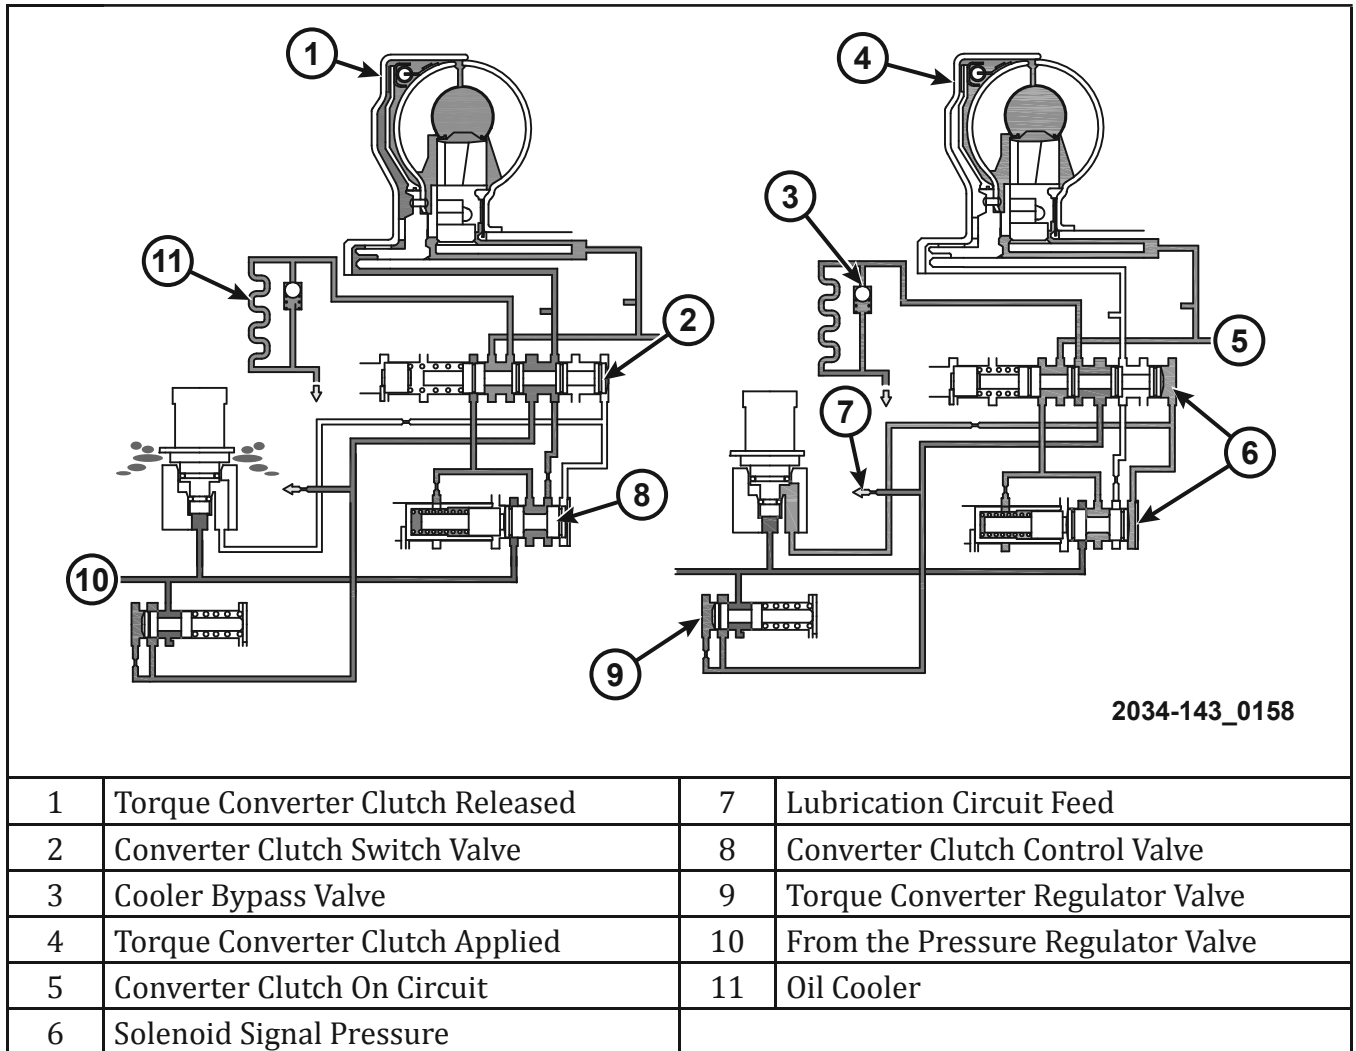 1
4
3
11
2
5
7
6
8
10
9
2034-143_0158
1 Torque Converter Clutch Released 7 Lubrication Circuit Feed
2 Converter Clutch Switch Valve 8 Converter Clutch Control Valve
3 Cooler Bypass Valve 9 Torque Converter Regulator Valve
4 Torque Converter Clutch Applied 10 From the Pressure Regulator Valve
5 Converter Clutch On Circuit 11 Oil Cooler
6 Solenoid Signal Pressure